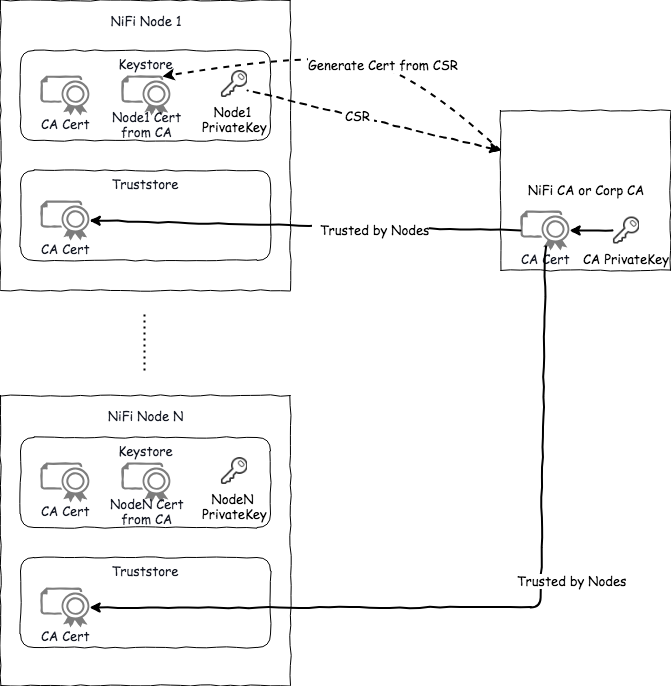 NiFi Node 1
Keystore
CA Cert
Node1 Cert
from CA
Node1
PrivateKey
Generate Cert from CSR
CSR
Truststore
CA Cert
Trusted by Nodes
NiFi CA or Corp CA
CA Cert
CA PrivateKey
NiFi Node N
Keystore
CA Cert
NodeN Cert
from CA
NodeN
PrivateKey
Truststore
CA Cert
Trusted by Nodes